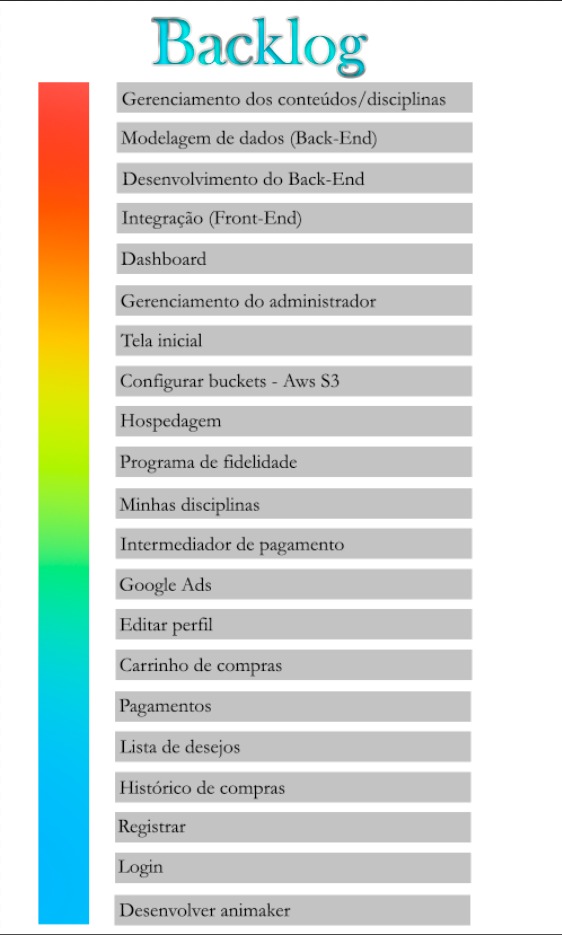 Backlog
Gerenciamento dos conteúdos/disciplinas
Modelagem de dados (Back-End)
Desenvolvimento do Back-End
Integração (Front-End)
Dashboard
Gerenciamento do administrador
Tela inicial
Configurar buckets - Aws S3
Hospedagem
Programa de fidelidade
Minhas disciplinas
Intermediador de pagamento
Google Ads
Editar perfil
Carrinho de compras
Pagamentos
Lista de desejos
Histórico de compras
Registrar
Login
Desenvolver animaker